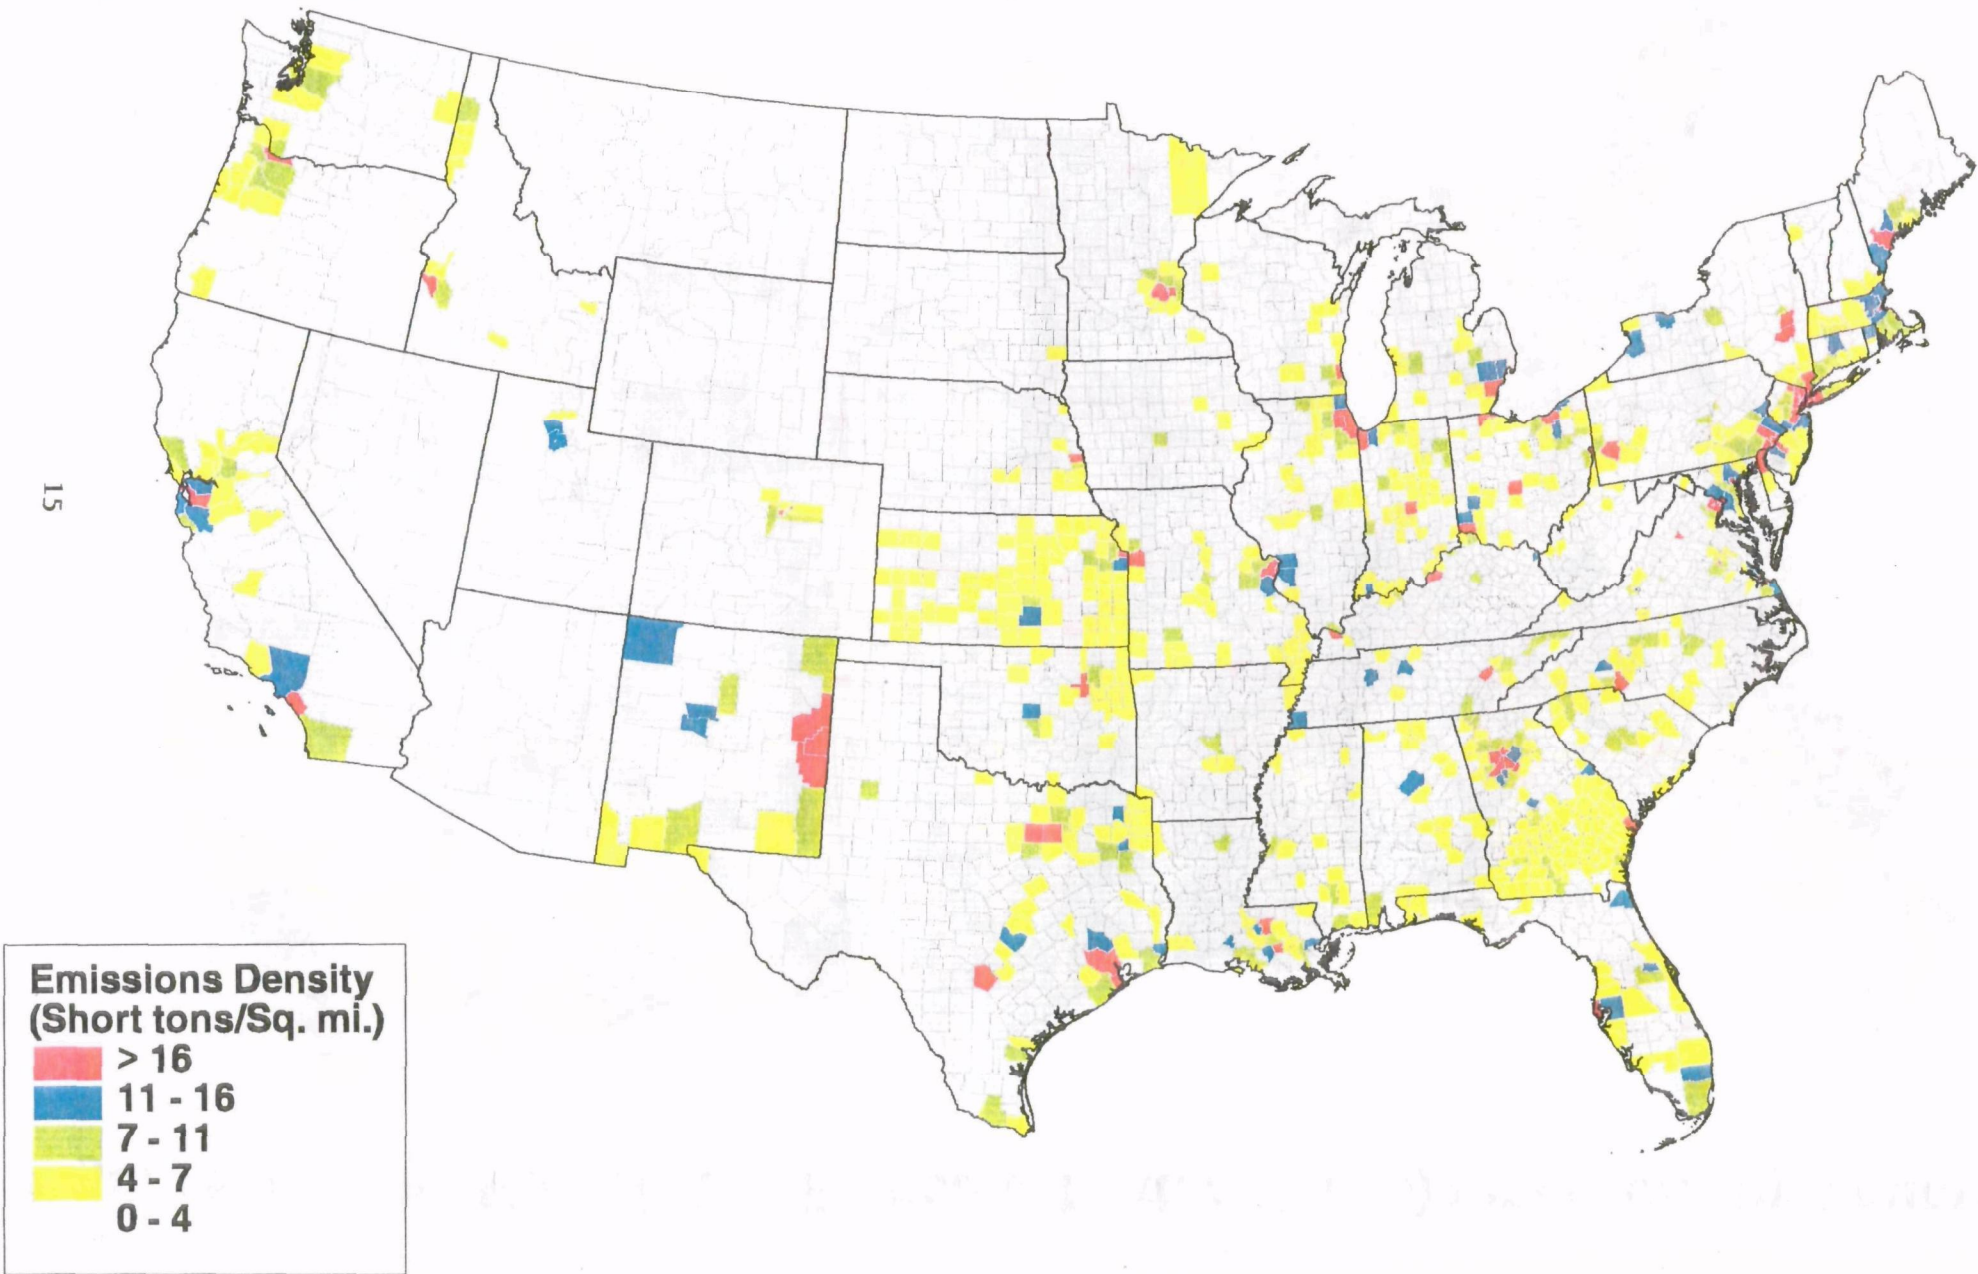 15
Emissions Density
(Short tons/Sq. mi.)
> 16
11 - 16
7 - 11
4 - 7
0 - 4